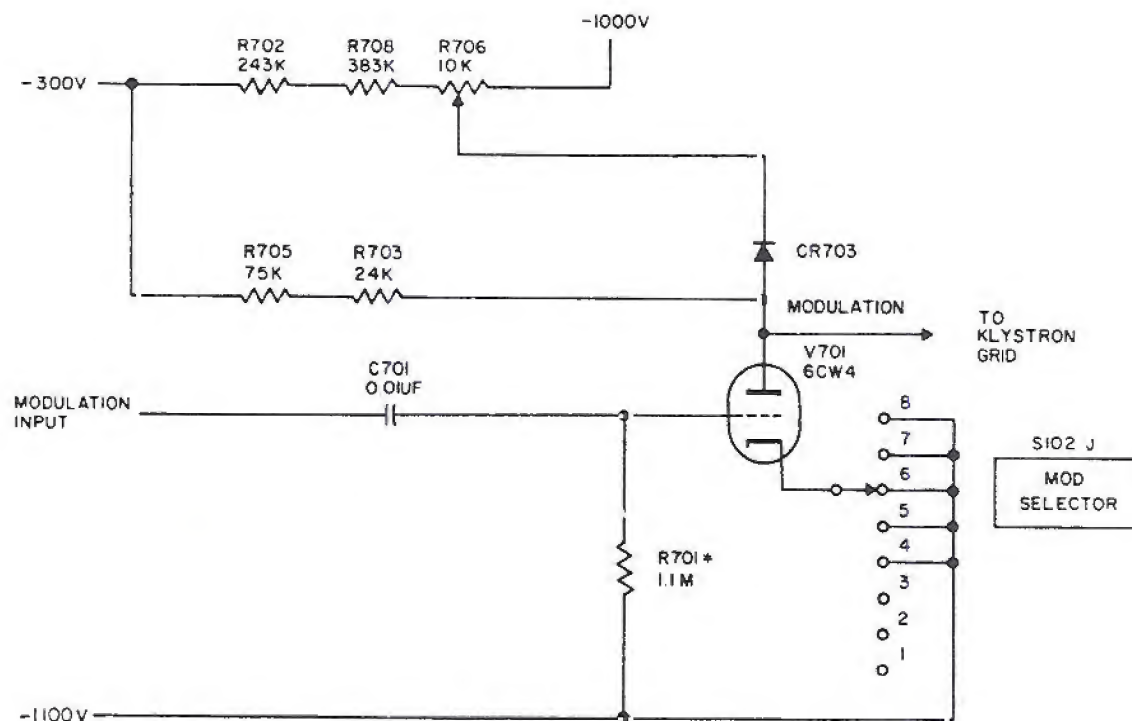 -1000V
R702
243K
R708
383K
R706
10K
-300V
R705
75K
R703
24K
CR703
MODULATION
TO
KLYSTRON
GRID
V701
6CW4
C701
0.01UF
MODULATION
INPUT
8
7
6
5
4
3
2
1
S102 J
MOD
SELECTOR
R701*
1.1M
-1100V